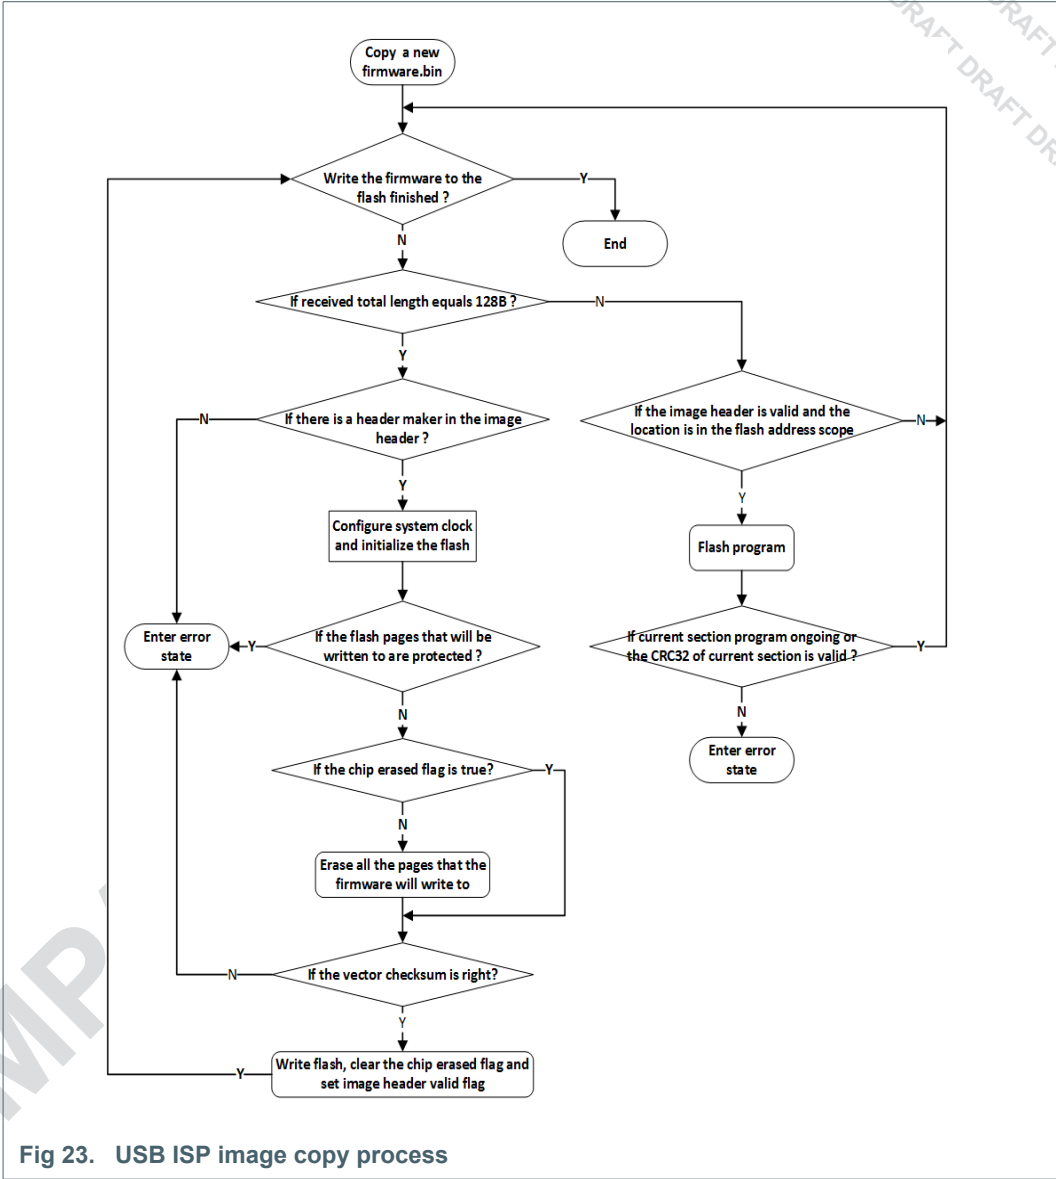 DRAFT
DRAFT DRAFT
Copy a new
firmware.bin
Write the firmware to the
flash finished ?
Y
End
N
If received total length equals 128B ?
N
Y
If there is a header maker in the image
header ?
N
If the image header is valid and the
location is in the flash address scope
N
Y
Y
Configure system clock
and initialize the flash
Flash program
Enter error
state
Y
If the flash pages that will be
written to are protected ?
If current section program ongoing or
the CRC32 of current section is valid ?
Y
N
N
Enter error
state
If the chip erased flag is true?
Y
N
Erase all the pages that the
firmware will write to
If the vector checksum is right?
N
Y
Write flash, clear the chip erased flag and
set image header valid flag
Y
Fig 23. USB ISP image copy process